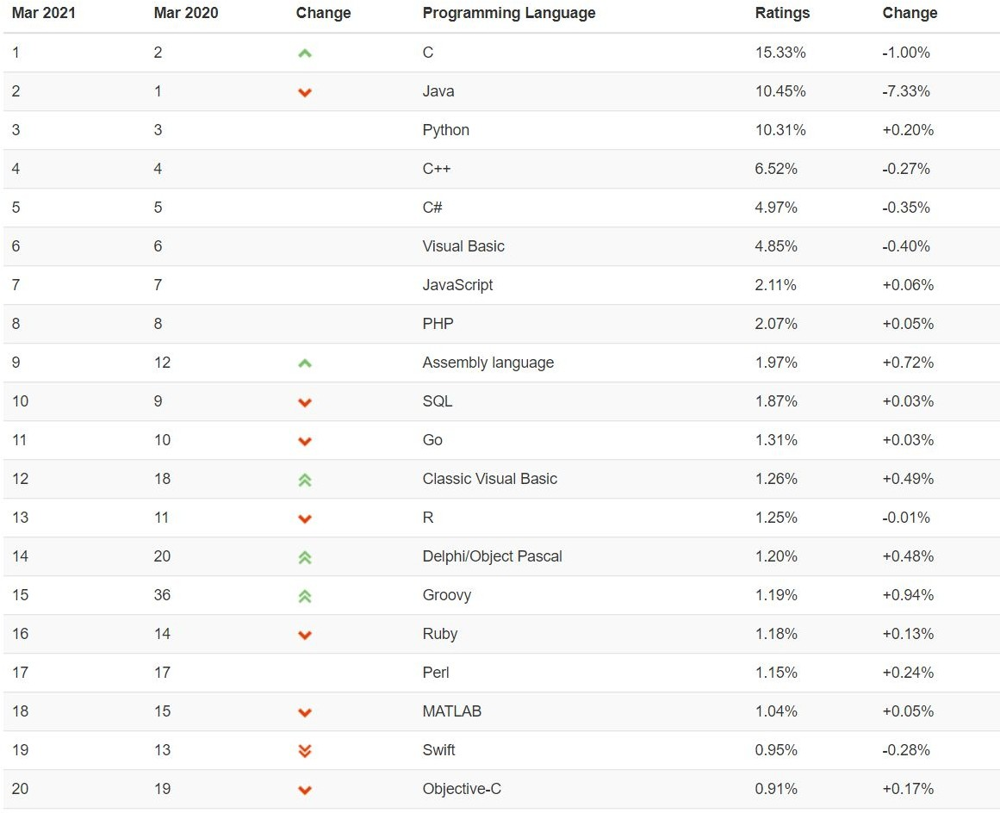 Mar 2021 Mar 2020 Change Programming Language Ratings Change
1 2 C 15.33% -1.00%
2 1 Java 10.45% -7.33%
3 3 Python 10.31% +0.20%
4 4 C++ 6.52% -0.27%
5 5 C# 4.97% -0.35%
6 6 Visual Basic 4.85% -0.40%
7 7 JavaScript 2.11% +0.06%
8 8 PHP 2.07% +0.05%
9 12 Assembly language 1.97% +0.72%
10 9 SQL 1.87% +0.03%
11 10 Go 1.31% +0.03%
12 18 Classic Visual Basic 1.26% +0.49%
13 11 R 1.25% -0.01%
14 20 Delphi/Object Pascal 1.20% +0.48%
15 36 Groovy 1.19% +0.94%
16 14 Ruby 1.18% +0.13%
17 17 Perl 1.15% +0.24%
18 15 MATLAB 1.04% +0.05%
19 13 Swift 0.95% -0.28%
20 19 Objective-C 0.91% +0.17%